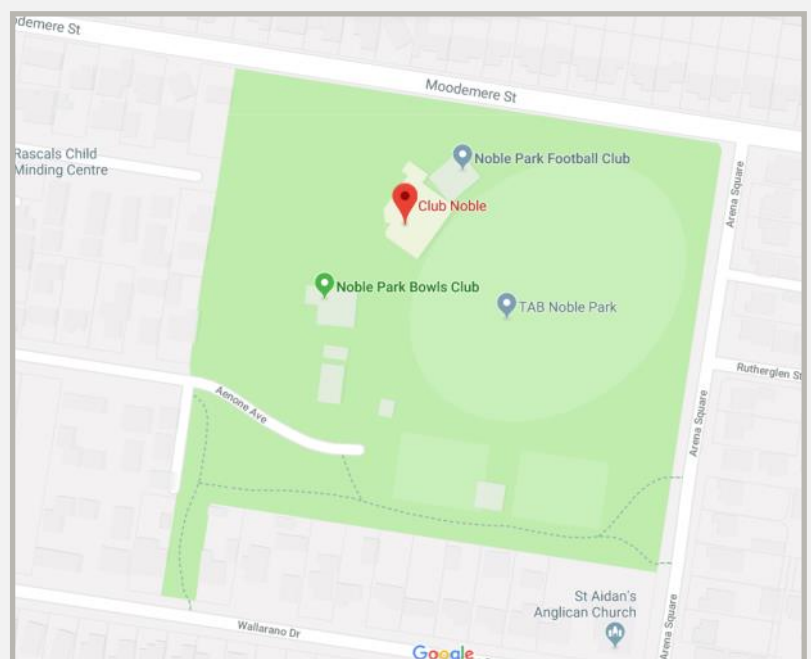 demere St
Moodemere St
Rascals Child
Minding Centre
Noble Park Football Club
Arena Square
Club Noble
Noble Park Bowls Club
TAB Noble Park
Rutherglen St
Aenone Ave
Arena Square
St Aidan's
Anglican Church
Arena Square
Wallarano Dr
Google